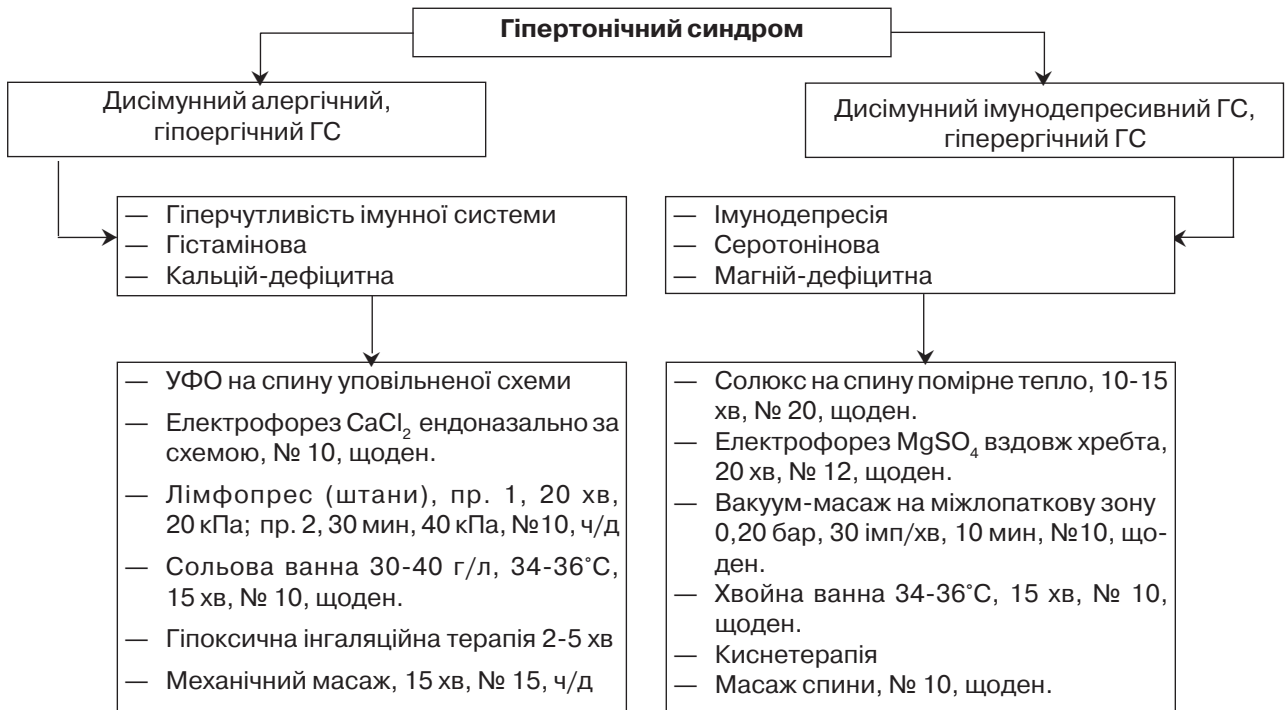 Гіпертонічний синдром
Дисімунний алергічний,
гіпоергічний ГС
Дисімунний імунодепресивний ГС,
гіперергічний ГС
— Гіперчутливість імунної системи
— Гістамінова
— Кальцій-дефіцитна
— Імунодепресія
— Серотонінова
— Магній-дефіцитна
— УФО на спину уповільненої схеми
— Електрофорез CaCl₂ ендоназально за
схемою, № 10, щоден.
— Лімфопрес (штани), пр. 1, 20 хв,
20 кПа; пр. 2, 30 мин, 40 кПа, №10, ч/д
— Сольова ванна 30-40 г/л, 34-36°С,
15 хв, № 10, щоден.
— Гіпоксична інгаляційна терапія 2-5 хв
— Механічний масаж, 15 хв, № 15, ч/д
— Солюкс на спину помірне тепло, 10-15
хв, № 20, щоден.
— Електрофорез MgSO₄ вздовж хребта,
20 хв, № 12, щоден.
— Вакуум-масаж на міжлопаткову зону
0,20 бар, 30 імп/хв, 10 мин, №10, що-
ден.
— Хвойна ванна 34-36°С, 15 хв, № 10,
щоден.
— Киснетерапія
— Масаж спини, № 10, щоден.